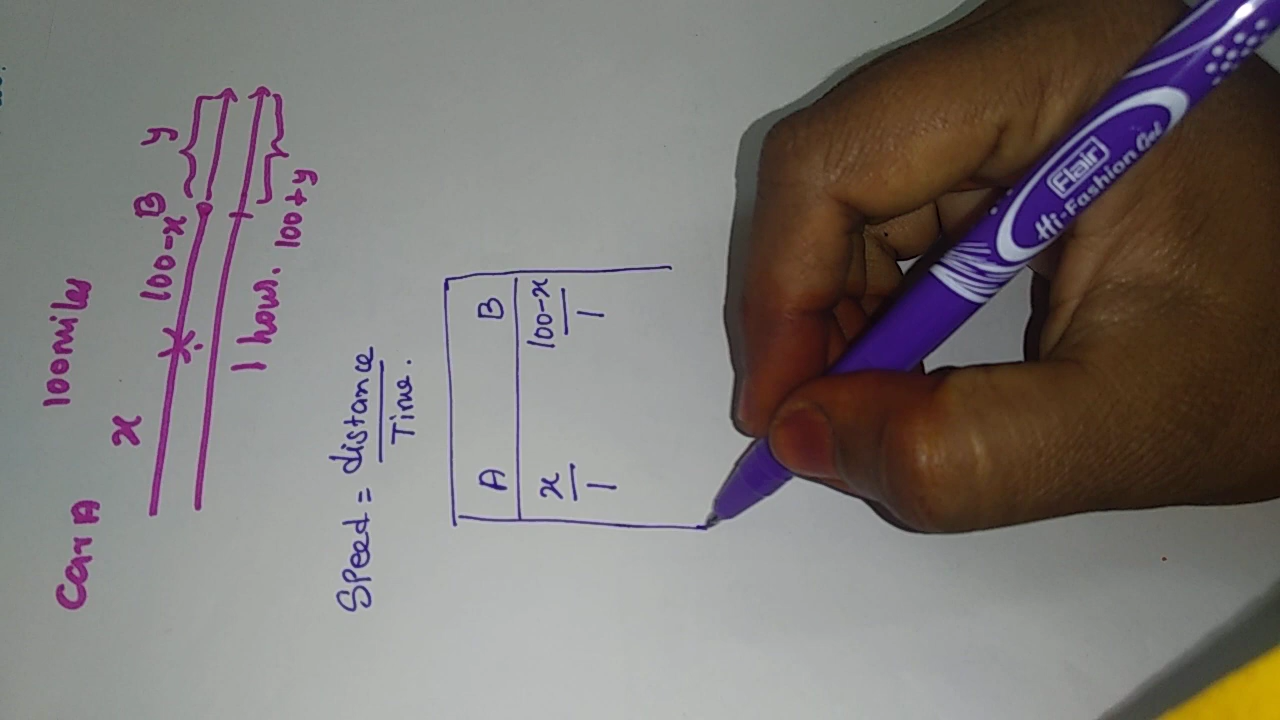 Car A 100miles
x 100-x B y
1 hour. 100+y
Speed = distance
Time.
A B
x 100-x
1 1
Flair
Hi-Fashion Gel